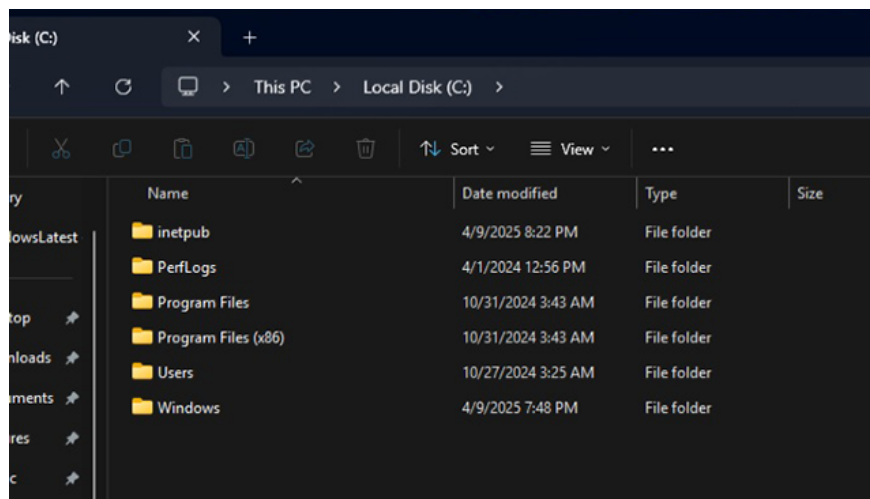 Disk (C:)
This PC > Local Disk (C:) >
Sort View ...
Name Date modified Type Size
inetpub 4/9/2025 8:22 PM File folder
PerfLogs 4/1/2024 12:56 PM File folder
Program Files 10/31/2024 3:43 AM File folder
Program Files (x86) 10/31/2024 3:43 AM File folder
Users 10/27/2024 3:25 AM File folder
Windows 4/9/2025 7:48 PM File folder
ry
dowsLatest
top
nloads
uments
res
c